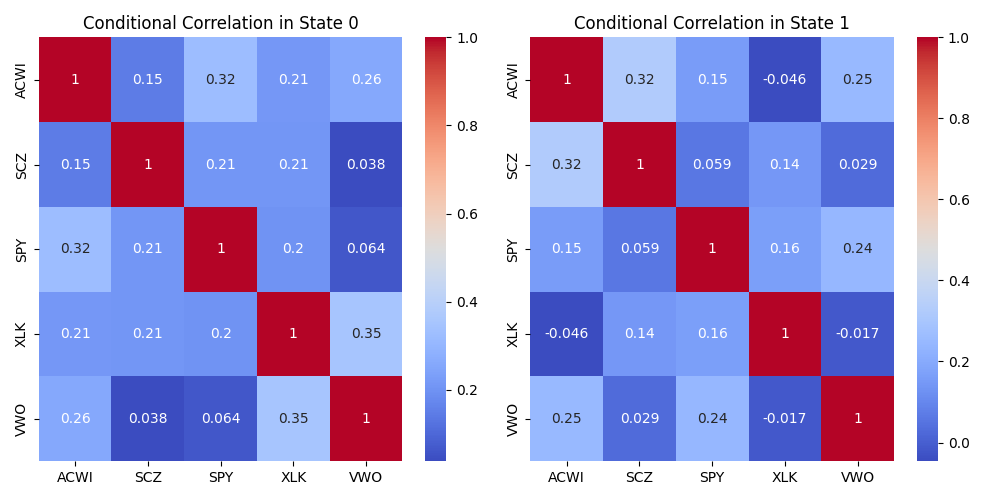 Conditional Correlation in State 0
ACWI 1 0.15 0.32 0.21 0.26
SCZ 0.15 1 0.21 0.21 0.038
SPY 0.32 0.21 1 0.2 0.064
XLK 0.21 0.21 0.2 1 0.35
VWO 0.26 0.038 0.064 0.35 1
ACWI SCZ SPY XLK VWO
1.0
0.8
0.6
0.4
0.2
Conditional Correlation in State 1
ACWI 1 0.32 0.15 -0.046 0.25
SCZ 0.32 1 0.059 0.14 0.029
SPY 0.15 0.059 1 0.16 0.24
XLK -0.046 0.14 0.16 1 -0.017
VWO 0.25 0.029 0.24 -0.017 1
ACWI SCZ SPY XLK VWO
1.0
0.8
0.6
0.4
0.2
0.0